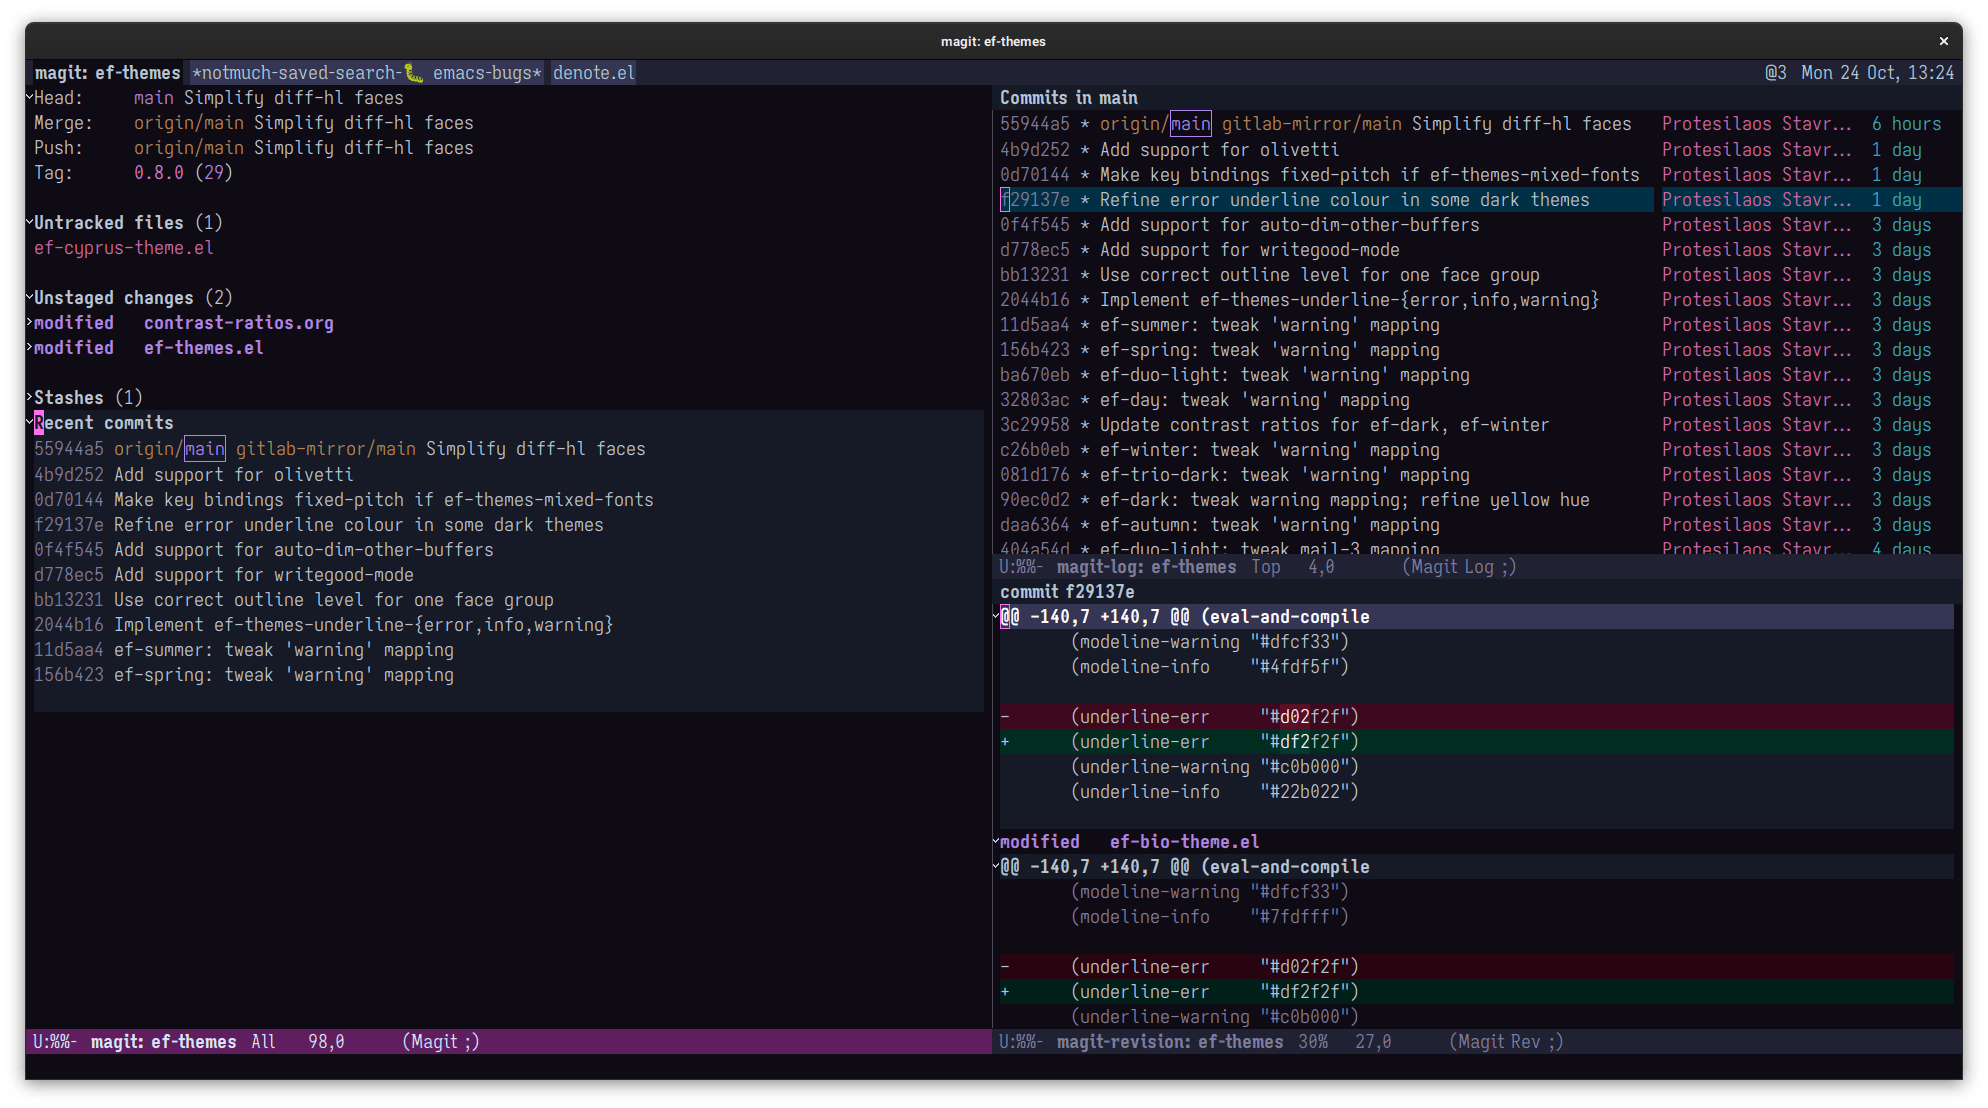 magit: ef-themes
magit: ef-themes *notmuch-saved-search-🐛 emacs-bugs* denote.el @3 Mon 24 Oct, 13:24
Head: main Simplify diff-hl faces
Merge: origin/main Simplify diff-hl faces
Push: origin/main Simplify diff-hl faces
Tag: 0.8.0 (29)
Untracked files (1)
ef-cyprus-theme.el
Unstaged changes (2)
modified contrast-ratios.org
modified ef-themes.el
Stashes (1)
Recent commits
55944a5 origin/main gitlab-mirror/main Simplify diff-hl faces
4b9d252 Add support for olivetti
0d70144 Make key bindings fixed-pitch if ef-themes-mixed-fonts
f29137e Refine error underline colour in some dark themes
0f4f545 Add support for auto-dim-other-buffers
d778ec5 Add support for writegood-mode
bb13231 Use correct outline level for one face group
2044b16 Implement ef-themes-underline-{error,info,warning}
11d5aa4 ef-summer: tweak 'warning' mapping
156b423 ef-spring: tweak 'warning' mapping
U:%%- magit: ef-themes All 98,0 (Magit ;)
Commits in main
55944a5 * origin/main gitlab-mirror/main Simplify diff-hl faces Protesilaos Stavr... 6 hours
4b9d252 * Add support for olivetti Protesilaos Stavr... 1 day
0d70144 * Make key bindings fixed-pitch if ef-themes-mixed-fonts Protesilaos Stavr... 1 day
f29137e * Refine error underline colour in some dark themes Protesilaos Stavr... 1 day
0f4f545 * Add support for auto-dim-other-buffers Protesilaos Stavr... 3 days
d778ec5 * Add support for writegood-mode Protesilaos Stavr... 3 days
bb13231 * Use correct outline level for one face group Protesilaos Stavr... 3 days
2044b16 * Implement ef-themes-underline-{error,info,warning} Protesilaos Stavr... 3 days
11d5aa4 * ef-summer: tweak 'warning' mapping Protesilaos Stavr... 3 days
156b423 * ef-spring: tweak 'warning' mapping Protesilaos Stavr... 3 days
ba670eb * ef-duo-light: tweak 'warning' mapping Protesilaos Stavr... 3 days
32803ac * ef-day: tweak 'warning' mapping Protesilaos Stavr... 3 days
3c29958 * Update contrast ratios for ef-dark, ef-winter Protesilaos Stavr... 3 days
c26b0eb * ef-winter: tweak 'warning' mapping Protesilaos Stavr... 3 days
081d176 * ef-trio-dark: tweak 'warning' mapping Protesilaos Stavr... 3 days
90ec0d2 * ef-dark: tweak warning mapping; refine yellow hue Protesilaos Stavr... 3 days
daa6364 * ef-autumn: tweak 'warning' mapping Protesilaos Stavr... 3 days
404a54d * ef-duo-light: tweak mail-3 mapping Protesilaos Stavr... 4 days
U:%%- magit-log: ef-themes Top 4,0 (Magit Log ;)
commit f29137e
@@ -140,7 +140,7 @@ (eval-and-compile
(modeline-warning "#dfcf33")
(modeline-info "#4fdf5f")
- (underline-err "#d02f2f")
+ (underline-err "#df2f2f")
(underline-warning "#c0b000")
(underline-info "#22b022")
modified ef-bio-theme.el
@@ -140,7 +140,7 @@ (eval-and-compile
(modeline-warning "#dfcf33")
(modeline-info "#7fdfff")
- (underline-err "#d02f2f")
+ (underline-err "#df2f2f")
(underline-warning "#c0b000")
U:%%- magit-revision: ef-themes 30% 27,0 (Magit Rev ;)